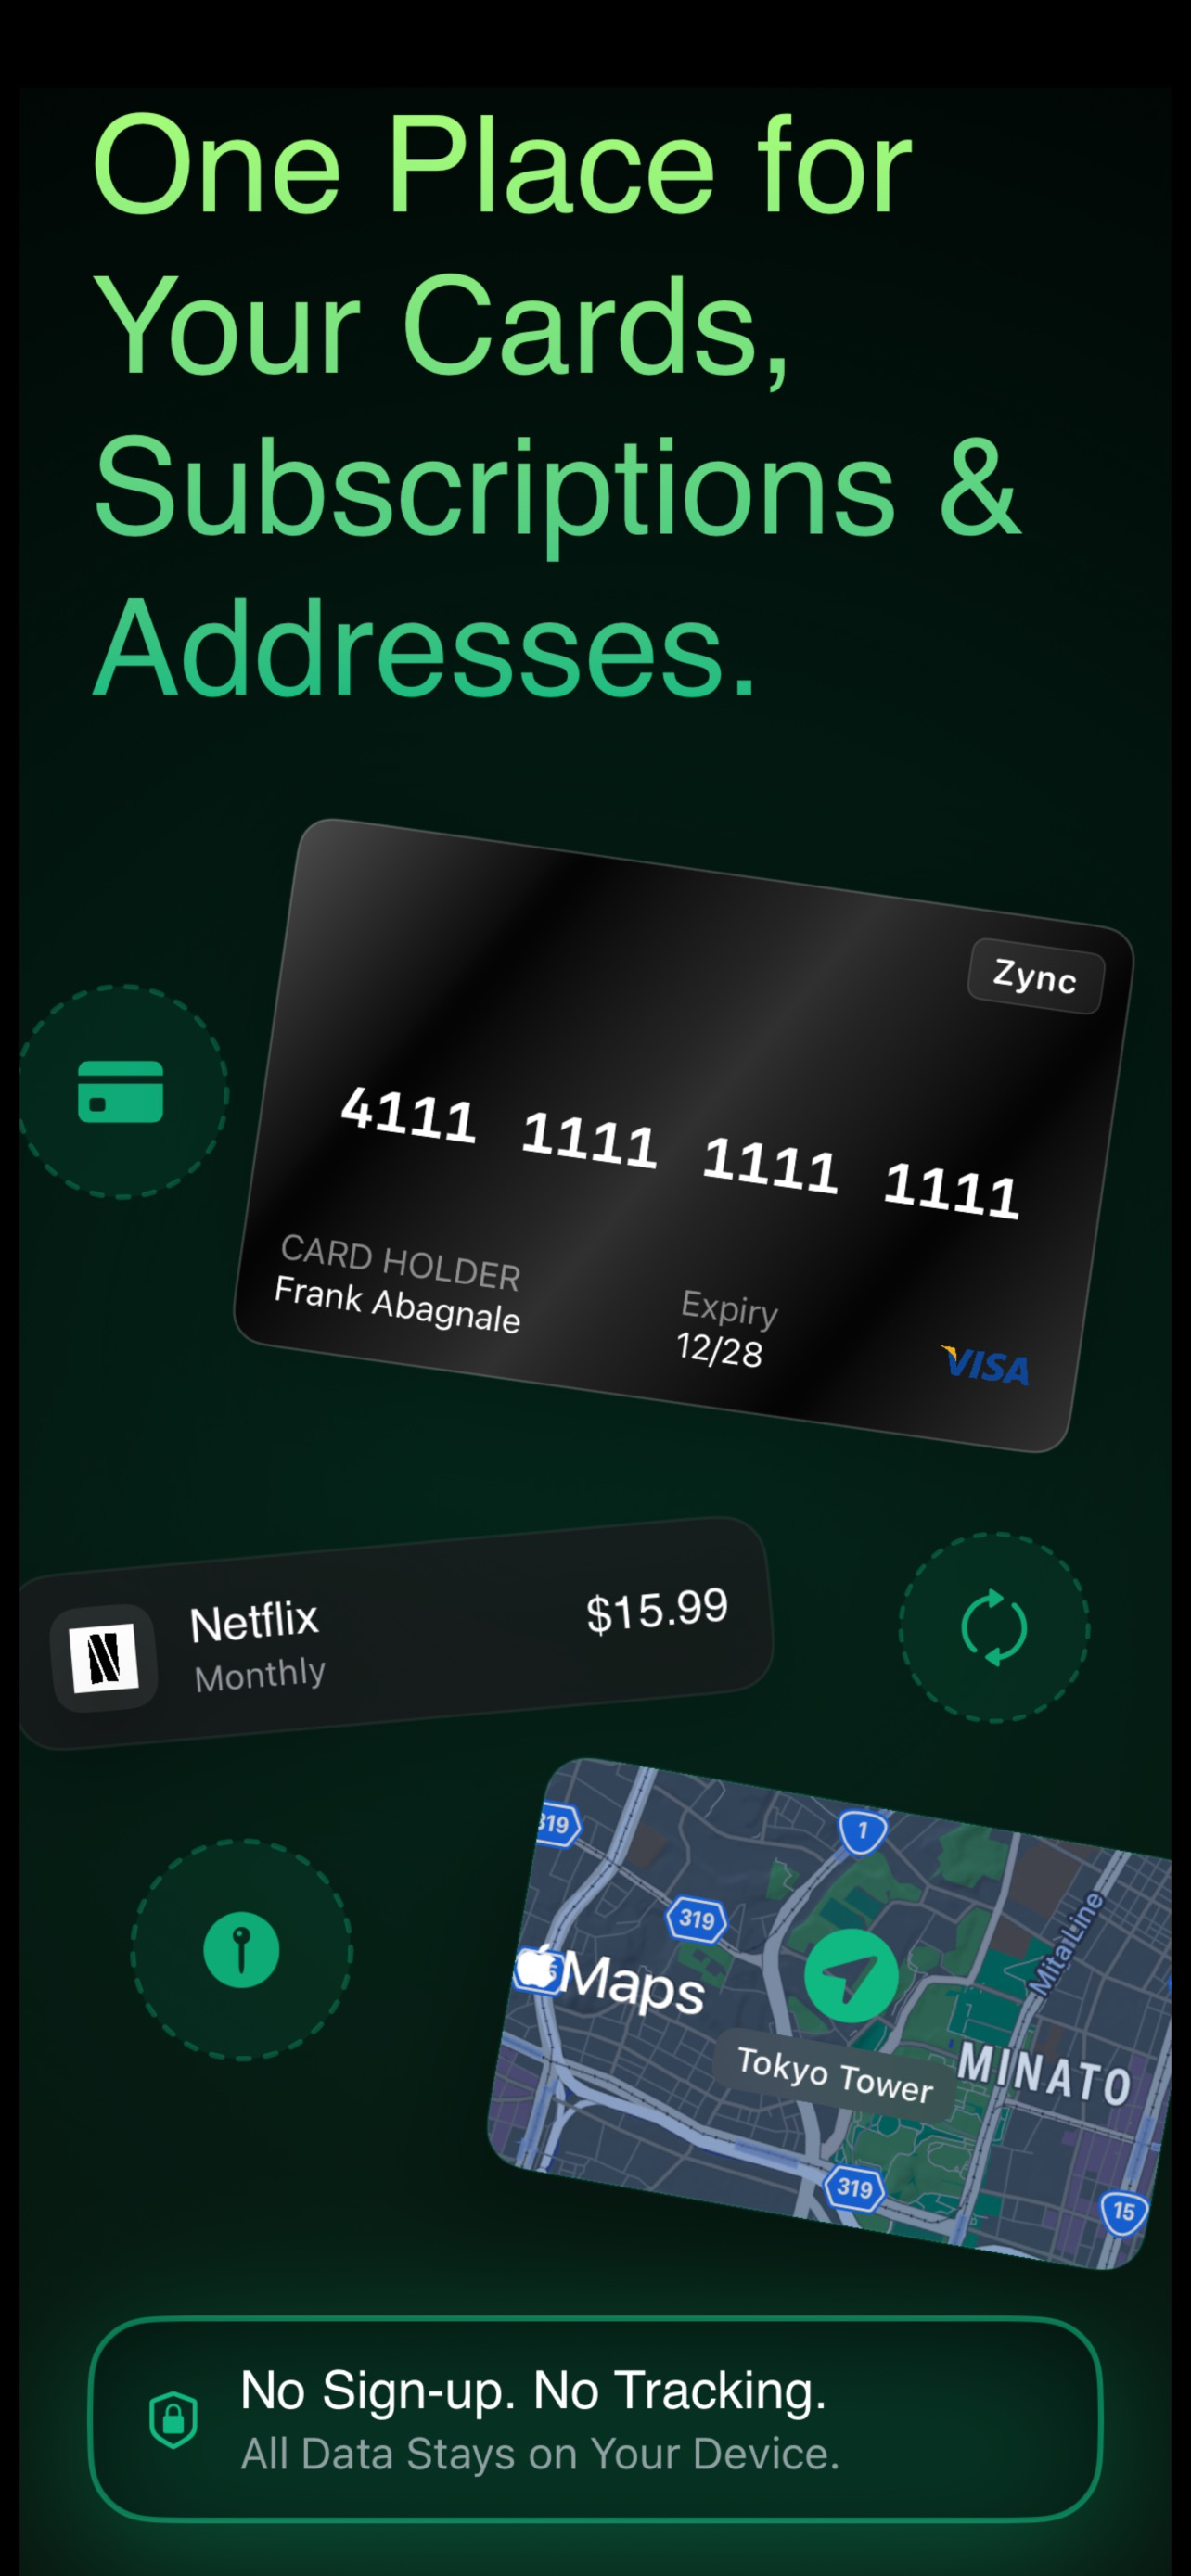 One Place for
Your Cards,
Subscriptions &
Addresses.
Zync
4111 1111 1111 1111
CARD HOLDER
Frank Abagnale
Expiry
12/28
VISA
Netflix
$15.99
Monthly
319
1
319
Maps
Mita Line
Tokyo Tower
MINATO
319
15
No Sign-up. No Tracking.
All Data Stays on Your Device.